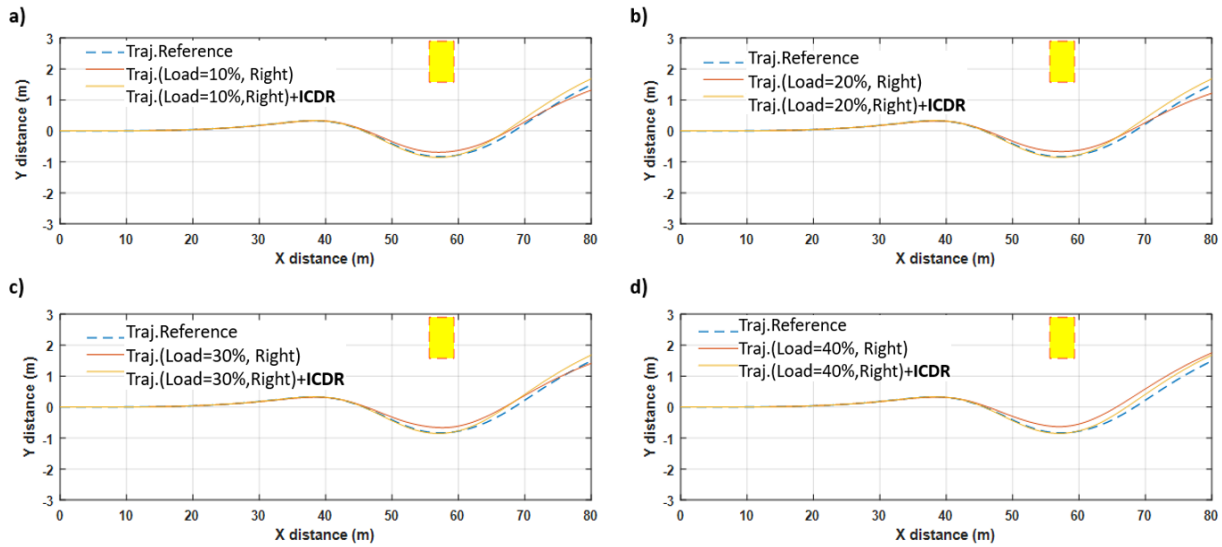 a)
3
2
1
0
-1
-2
-3
Y distance (m)
Traj.Reference
Traj.(Load=10%, Right)
Traj.(Load=10%,Right)+ICDR
0 10 20 30 40 50 60 70 80
X distance (m)
b)
3
2
1
0
-1
-2
-3
Y distance (m)
Traj.Reference
Traj.(Load=20%, Right)
Traj.(Load=20%,Right)+ICDR
0 10 20 30 40 50 60 70 80
X distance (m)
c)
3
2
1
0
-1
-2
-3
Y distance (m)
Traj.Reference
Traj.(Load=30%, Right)
Traj.(Load=30%,Right)+ICDR
0 10 20 30 40 50 60 70 80
X distance (m)
d)
3
2
1
0
-1
-2
-3
Y distance (m)
Traj.Reference
Traj.(Load=40%, Right)
Traj.(Load=40%,Right)+ICDR
0 10 20 30 40 50 60 70 80
X distance (m)